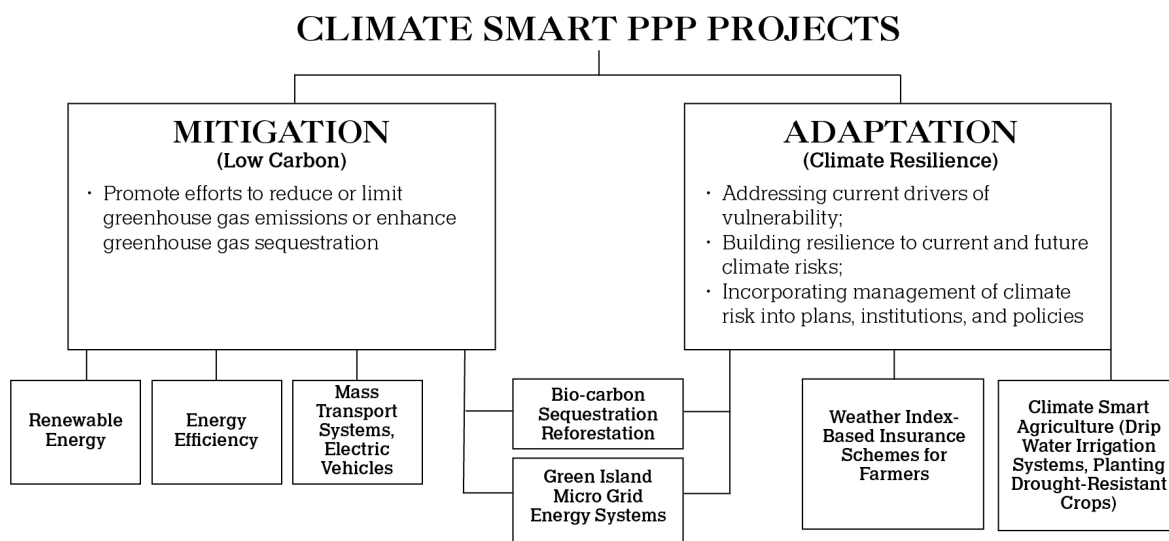 CLIMATE SMART PPP PROJECTS
MITIGATION
(Low Carbon)
· Promote efforts to reduce or limit
greenhouse gas emissions or enhance
greenhouse gas sequestration
ADAPTATION
(Climate Resilience)
· Addressing current drivers of
vulnerability;
· Building resilience to current and future
climate risks;
· Incorporating management of climate
risk into plans, institutions, and policies
Renewable
Energy
Energy
Efficiency
Mass
Transport
Systems,
Electric
Vehicles
Bio-carbon
Sequestration
Reforestation
Green Island
Micro Grid
Energy Systems
Weather Index-
Based Insurance
Schemes for
Farmers
Climate Smart
Agriculture (Drip
Water Irrigation
Systems, Planting
Drought-Resistant
Crops)